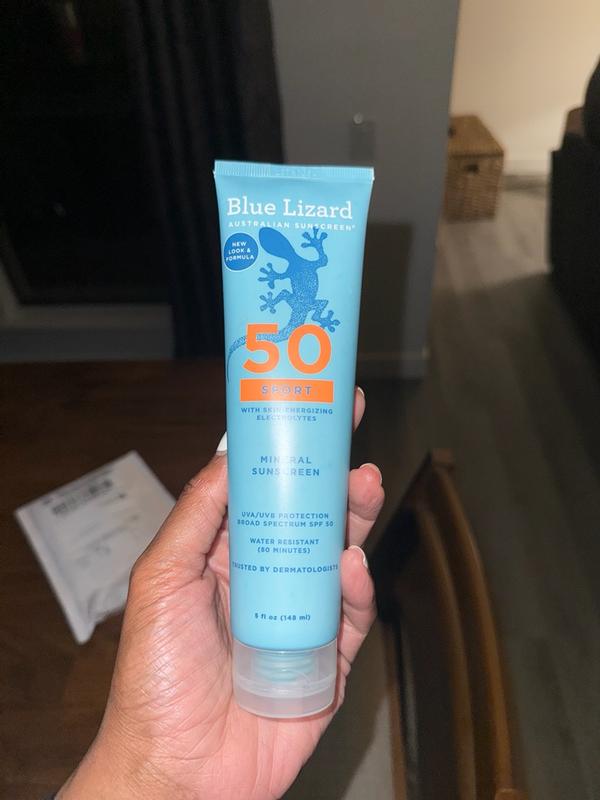 Blue Lizard
AUSTRALIAN SUNSCREEN®
NEW
LOOK &
FORMULA
50
SPORT
WITH SKIN-ENERGIZING
ELECTROLYTES
MINERAL
SUNSCREEN
UVA/UVB PROTECTION
BROAD SPECTRUM SPF 50
WATER RESISTANT
(80 MINUTES)
TRUSTED BY DERMATOLOGISTS
5 fl oz (148 ml)